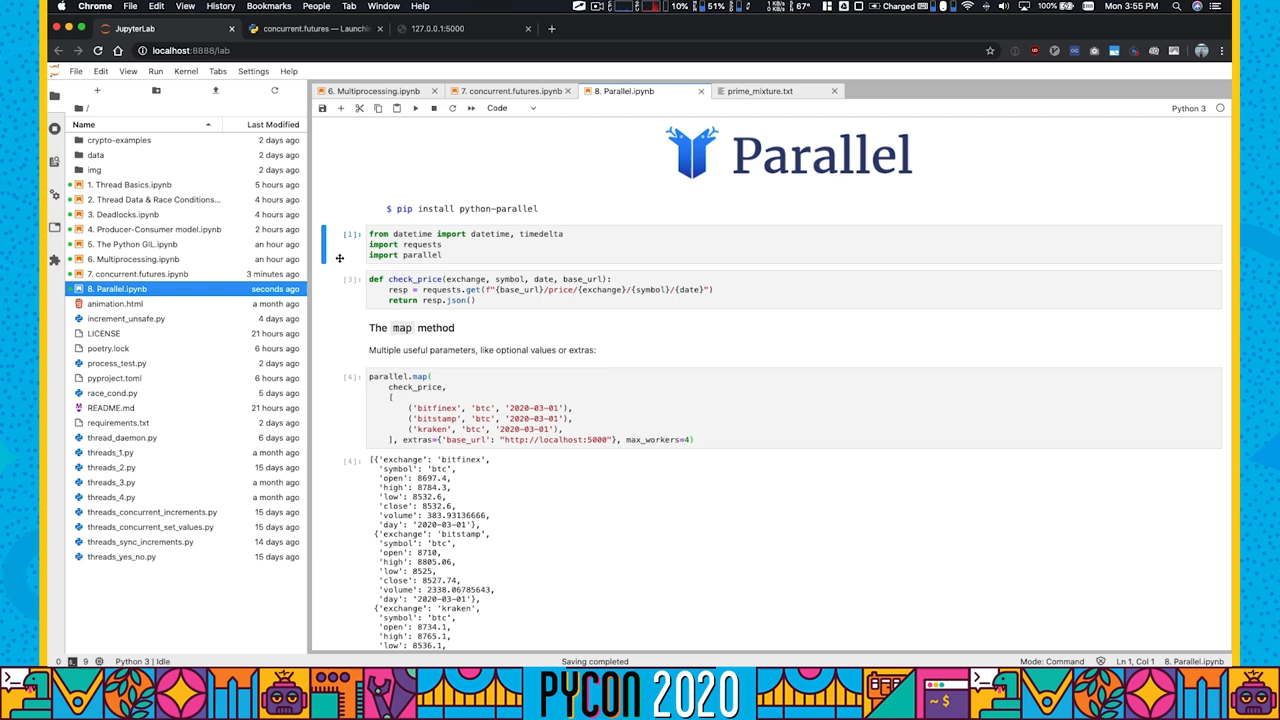 Chrome File Edit View History Bookmarks People Tab Window Help
10% 51% 67° Charged 100% Mon 3:55 PM
JupyterLab
concurrent.futures — Launchi
127.0.0.1:5000
localhost:8888/lab
File Edit View Run Kernel Tabs Settings Help
6. Multiprocessing.ipynb
7. concurrent.futures.ipynb
8. Parallel.ipynb
prime_mixture.txt
Code
Python 3
/
Name Last Modified
crypto-examples 2 days ago
data 2 days ago
img 2 days ago
1. Thread Basics.ipynb 5 hours ago
2. Thread Data & Race Conditions... 4 hours ago
3. Deadlocks.ipynb 4 hours ago
4. Producer-Consumer model.ipynb 2 hours ago
5. The Python GIL.ipynb an hour ago
6. Multiprocessing.ipynb an hour ago
7. concurrent.futures.ipynb 3 minutes ago
8. Parallel.ipynb seconds ago
animation.html a month ago
increment_unsafe.py 4 days ago
LICENSE 21 hours ago
poetry.lock 6 hours ago
process_test.py 2 days ago
pyproject.toml 6 hours ago
race_cond.py 5 days ago
README.md 21 hours ago
requirements.txt 2 days ago
thread_daemon.py 6 days ago
threads_1.py a month ago
threads_2.py 15 days ago
threads_3.py a month ago
threads_4.py a month ago
threads_concurrent_increments.py 15 days ago
threads_concurrent_set_values.py 15 days ago
threads_sync_increments.py 14 days ago
threads_yes_no.py 15 days ago
Parallel
$ pip install python-parallel
[1]: from datetime import datetime, timedelta
import requests
import parallel
[3]: def check_price(exchange, symbol, date, base_url):
resp = requests.get(f"{base_url}/price/{exchange}/{symbol}/{date}")
return resp.json()
The map method
Multiple useful parameters, like optional values or extras:
[4]: parallel.map(
check_price,
[
('bitfinex', 'btc', '2020-03-01'),
('bitstamp', 'btc', '2020-03-01'),
('kraken', 'btc', '2020-03-01'),
], extras={'base_url': "http://localhost:5000"}, max_workers=4)
[4]: [{'exchange': 'bitfinex',
'symbol': 'btc',
'open': 8697.4,
'high': 8784.3,
'low': 8532.6,
'close': 8532.6,
'volume': 383.93136666,
'day': '2020-03-01'},
{'exchange': 'bitstamp',
'symbol': 'btc',
'open': 8710,
'high': 8805.06,
'low': 8525,
'close': 8527.74,
'volume': 2338.06785643,
'day': '2020-03-01'},
{'exchange': 'kraken',
'symbol': 'btc',
'open': 8734.1,
'high': 8765.1,
'low': 8536.1,
0 9 Python 3 | Idle Saving completed Mode: Command Ln 1, Col 1 8. Parallel.ipynb
PYCON 2020
~ $